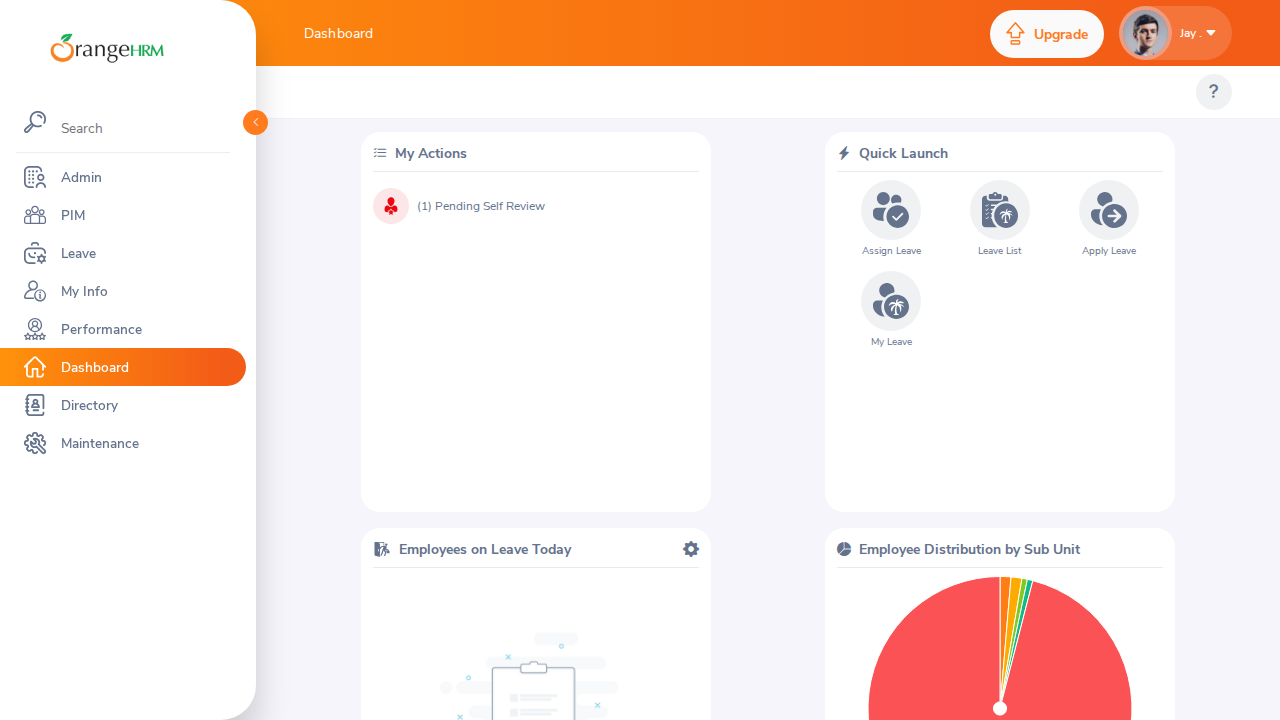 OrangeHRM
Dashboard
Upgrade
Jay .
Search
?
Admin
PIM
Leave
My Info
Performance
Dashboard
Directory
Maintenance
My Actions
(1) Pending Self Review
Quick Launch
Assign Leave
Leave List
Apply Leave
My Leave
Employees on Leave Today
Employee Distribution by Sub Unit